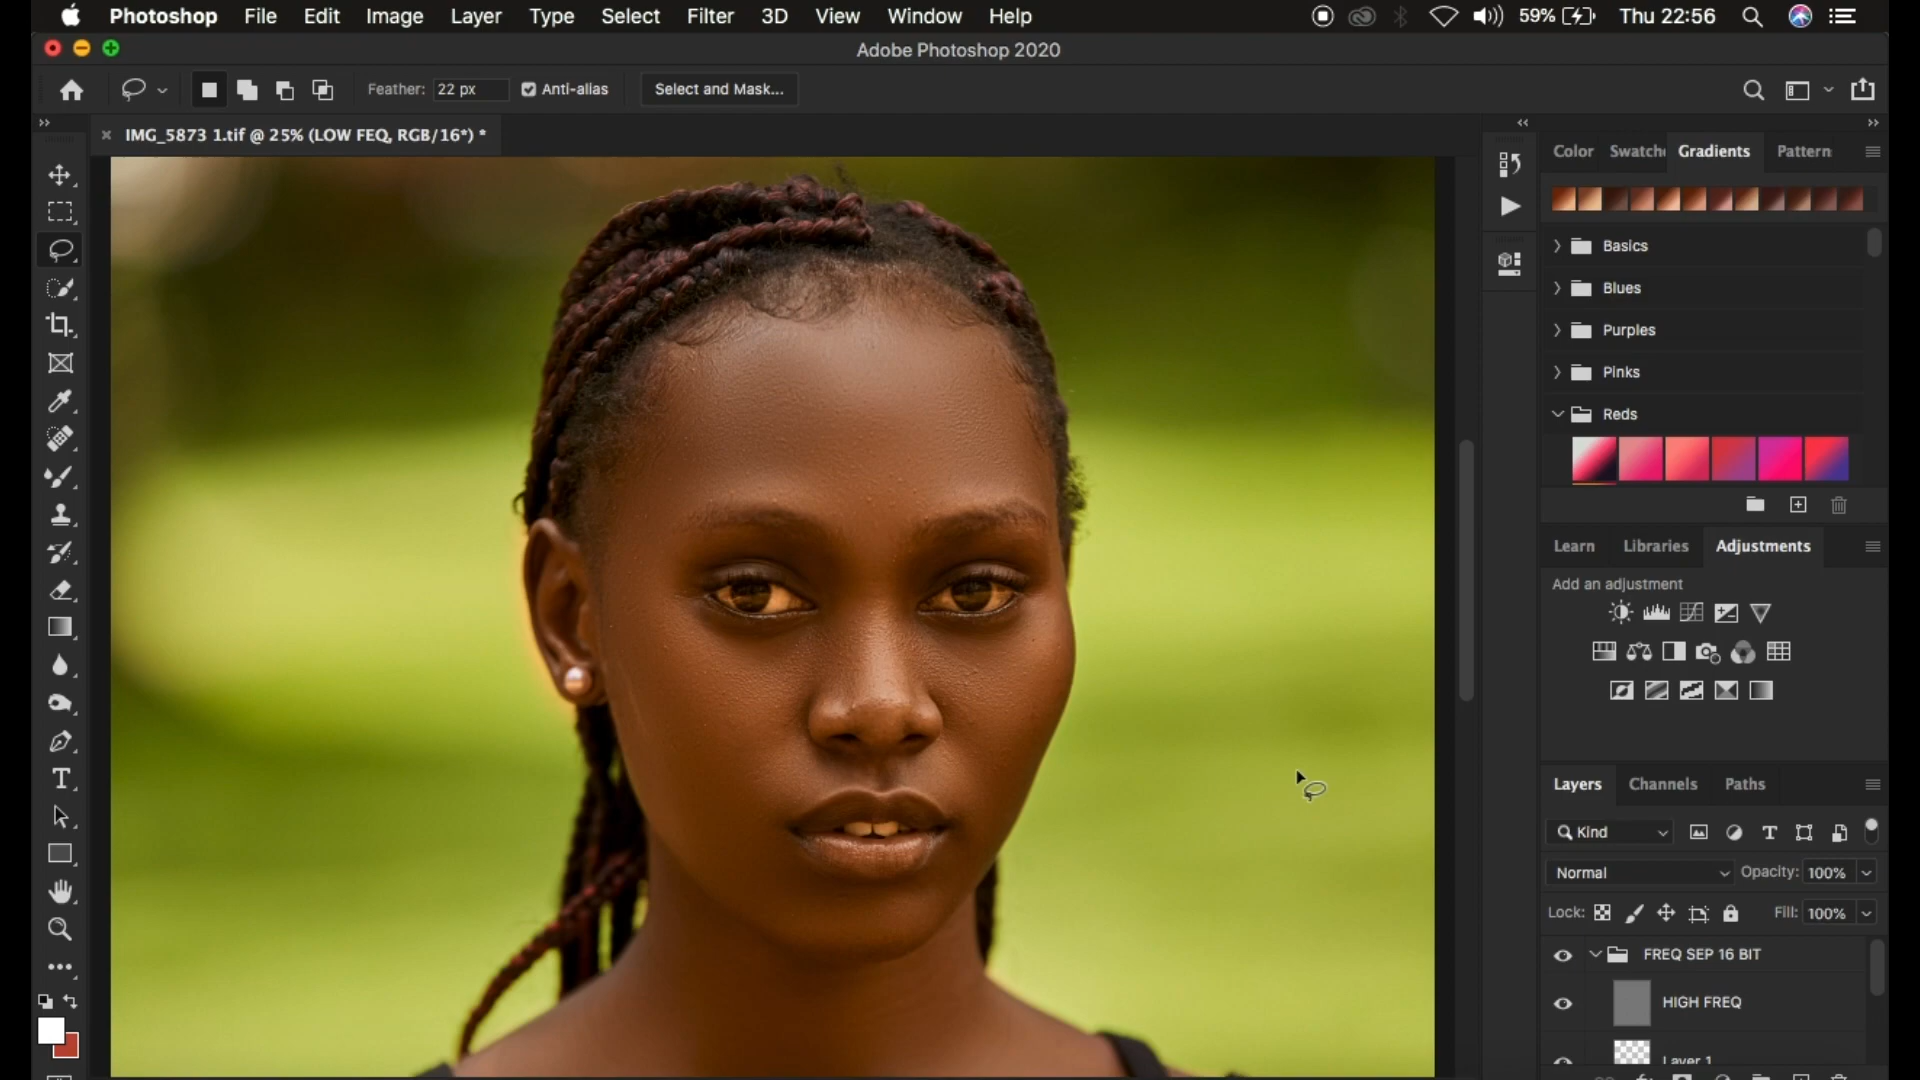 Photoshop File Edit Image Layer Type Select Filter 3D View Window Help 59% Thu 22:56
Adobe Photoshop 2020
Feather: 22 px Anti-alias Select and Mask...
IMG_5873 1.tif @ 25% (LOW FEQ, RGB/16*) *
Color Swatche Gradients Pattern
Basics
Blues
Purples
Pinks
Reds
Learn Libraries Adjustments
Add an adjustment
Layers Channels Paths
Kind
Normal Opacity: 100%
Lock: Fill: 100%
FREQ SEP 16 BIT
HIGH FREQ
Layer 1